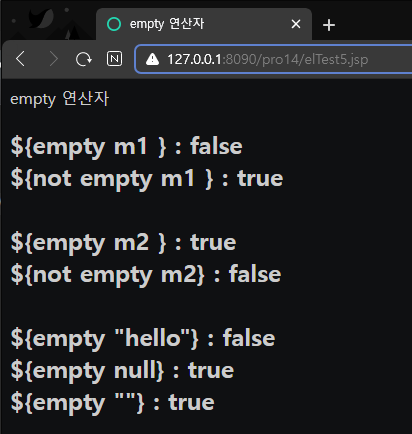 empty 연산자
127.0.0.1:8090/pro14/elTest5.jsp
empty 연산자
${empty m1 } : false
${not empty m1 } : true
${empty m2 } : true
${not empty m2} : false
${empty "hello"} : false
${empty null} : true
${empty ""} : true